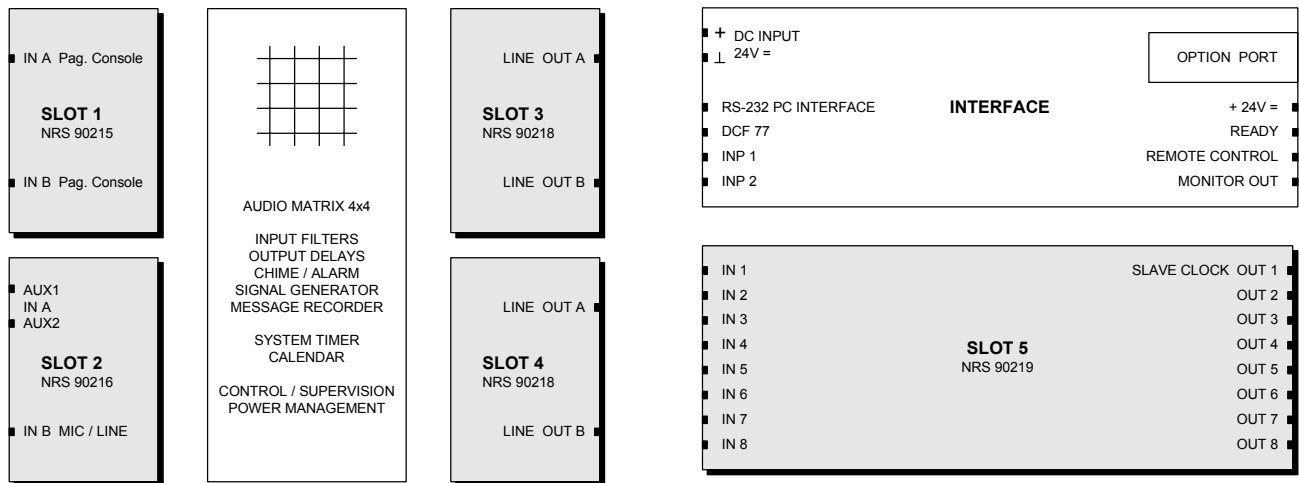 IN A Pag. Console
SLOT 1
NRS 90215
IN B Pag. Console
AUX1
IN A
AUX2
SLOT 2
NRS 90216
IN B MIC / LINE
AUDIO MATRIX 4x4
INPUT FILTERS
OUTPUT DELAYS
CHIME / ALARM
SIGNAL GENERATOR
MESSAGE RECORDER
SYSTEM TIMER
CALENDAR
CONTROL / SUPERVISION
POWER MANAGEMENT
LINE OUT A
SLOT 3
NRS 90218
LINE OUT B
LINE OUT A
SLOT 4
NRS 90218
LINE OUT B
+ DC INPUT
⊥ 24V =
OPTION PORT
RS-232 PC INTERFACE
INTERFACE
+ 24V =
DCF 77
READY
INP 1
REMOTE CONTROL
INP 2
MONITOR OUT
IN 1
SLAVE CLOCK OUT 1
IN 2
OUT 2
IN 3
OUT 3
IN 4
OUT 4
SLOT 5
NRS 90219
IN 5
OUT 5
IN 6
OUT 6
IN 7
OUT 7
IN 8
OUT 8